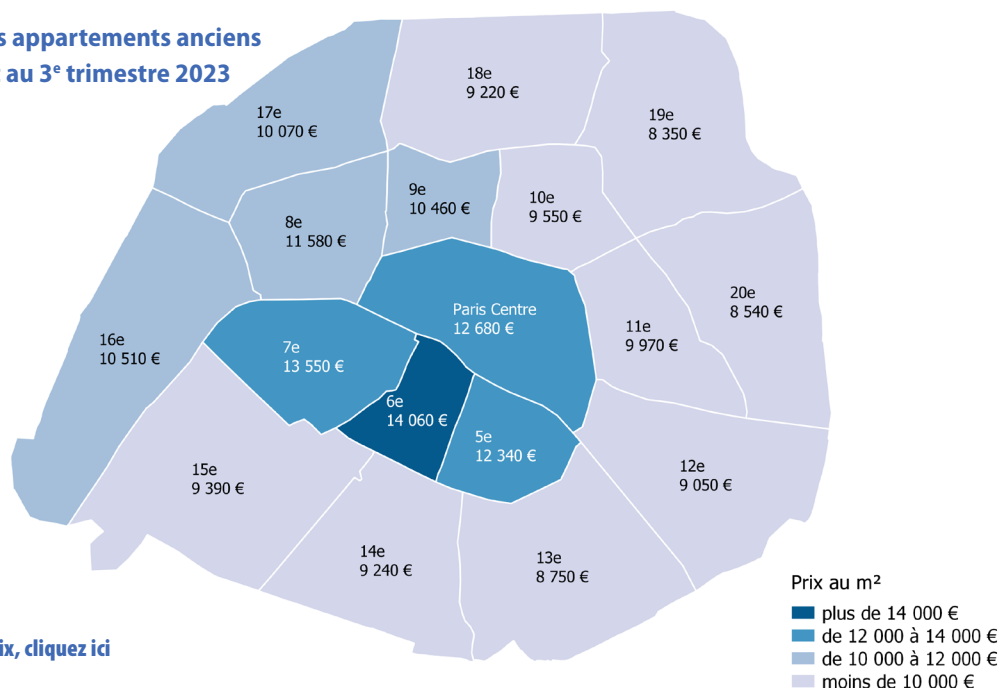 s appartements anciens
au 3e trimestre 2023
18e
9 220 €
17e
10 070 €
19e
8 350 €
9e
10 460 €
10e
9 550 €
8e
11 580 €
20e
8 540 €
Paris Centre
12 680 €
11e
9 970 €
16e
10 510 €
7e
13 550 €
6e
14 060 €
5e
12 340 €
15e
9 390 €
12e
9 050 €
14e
9 240 €
13e
8 750 €
Prix au m²
plus de 14 000 €
de 12 000 à 14 000 €
de 10 000 à 12 000 €
moins de 10 000 €
ix, cliquez ici